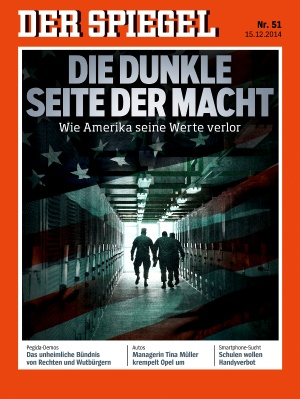 DER SPIEGEL
Nr. 51
15.12.2014
DIE DUNKLE
SEITE DER MACHT
Wie Amerika seine Werte verlor
Pegida-Demos
Das unheimliche Bündnis
von Rechten und Wutbürgern
Autos
Managerin Tina Müller
krempelt Opel um
Smartphone-Sucht
Schulen wollen
Handyverbot